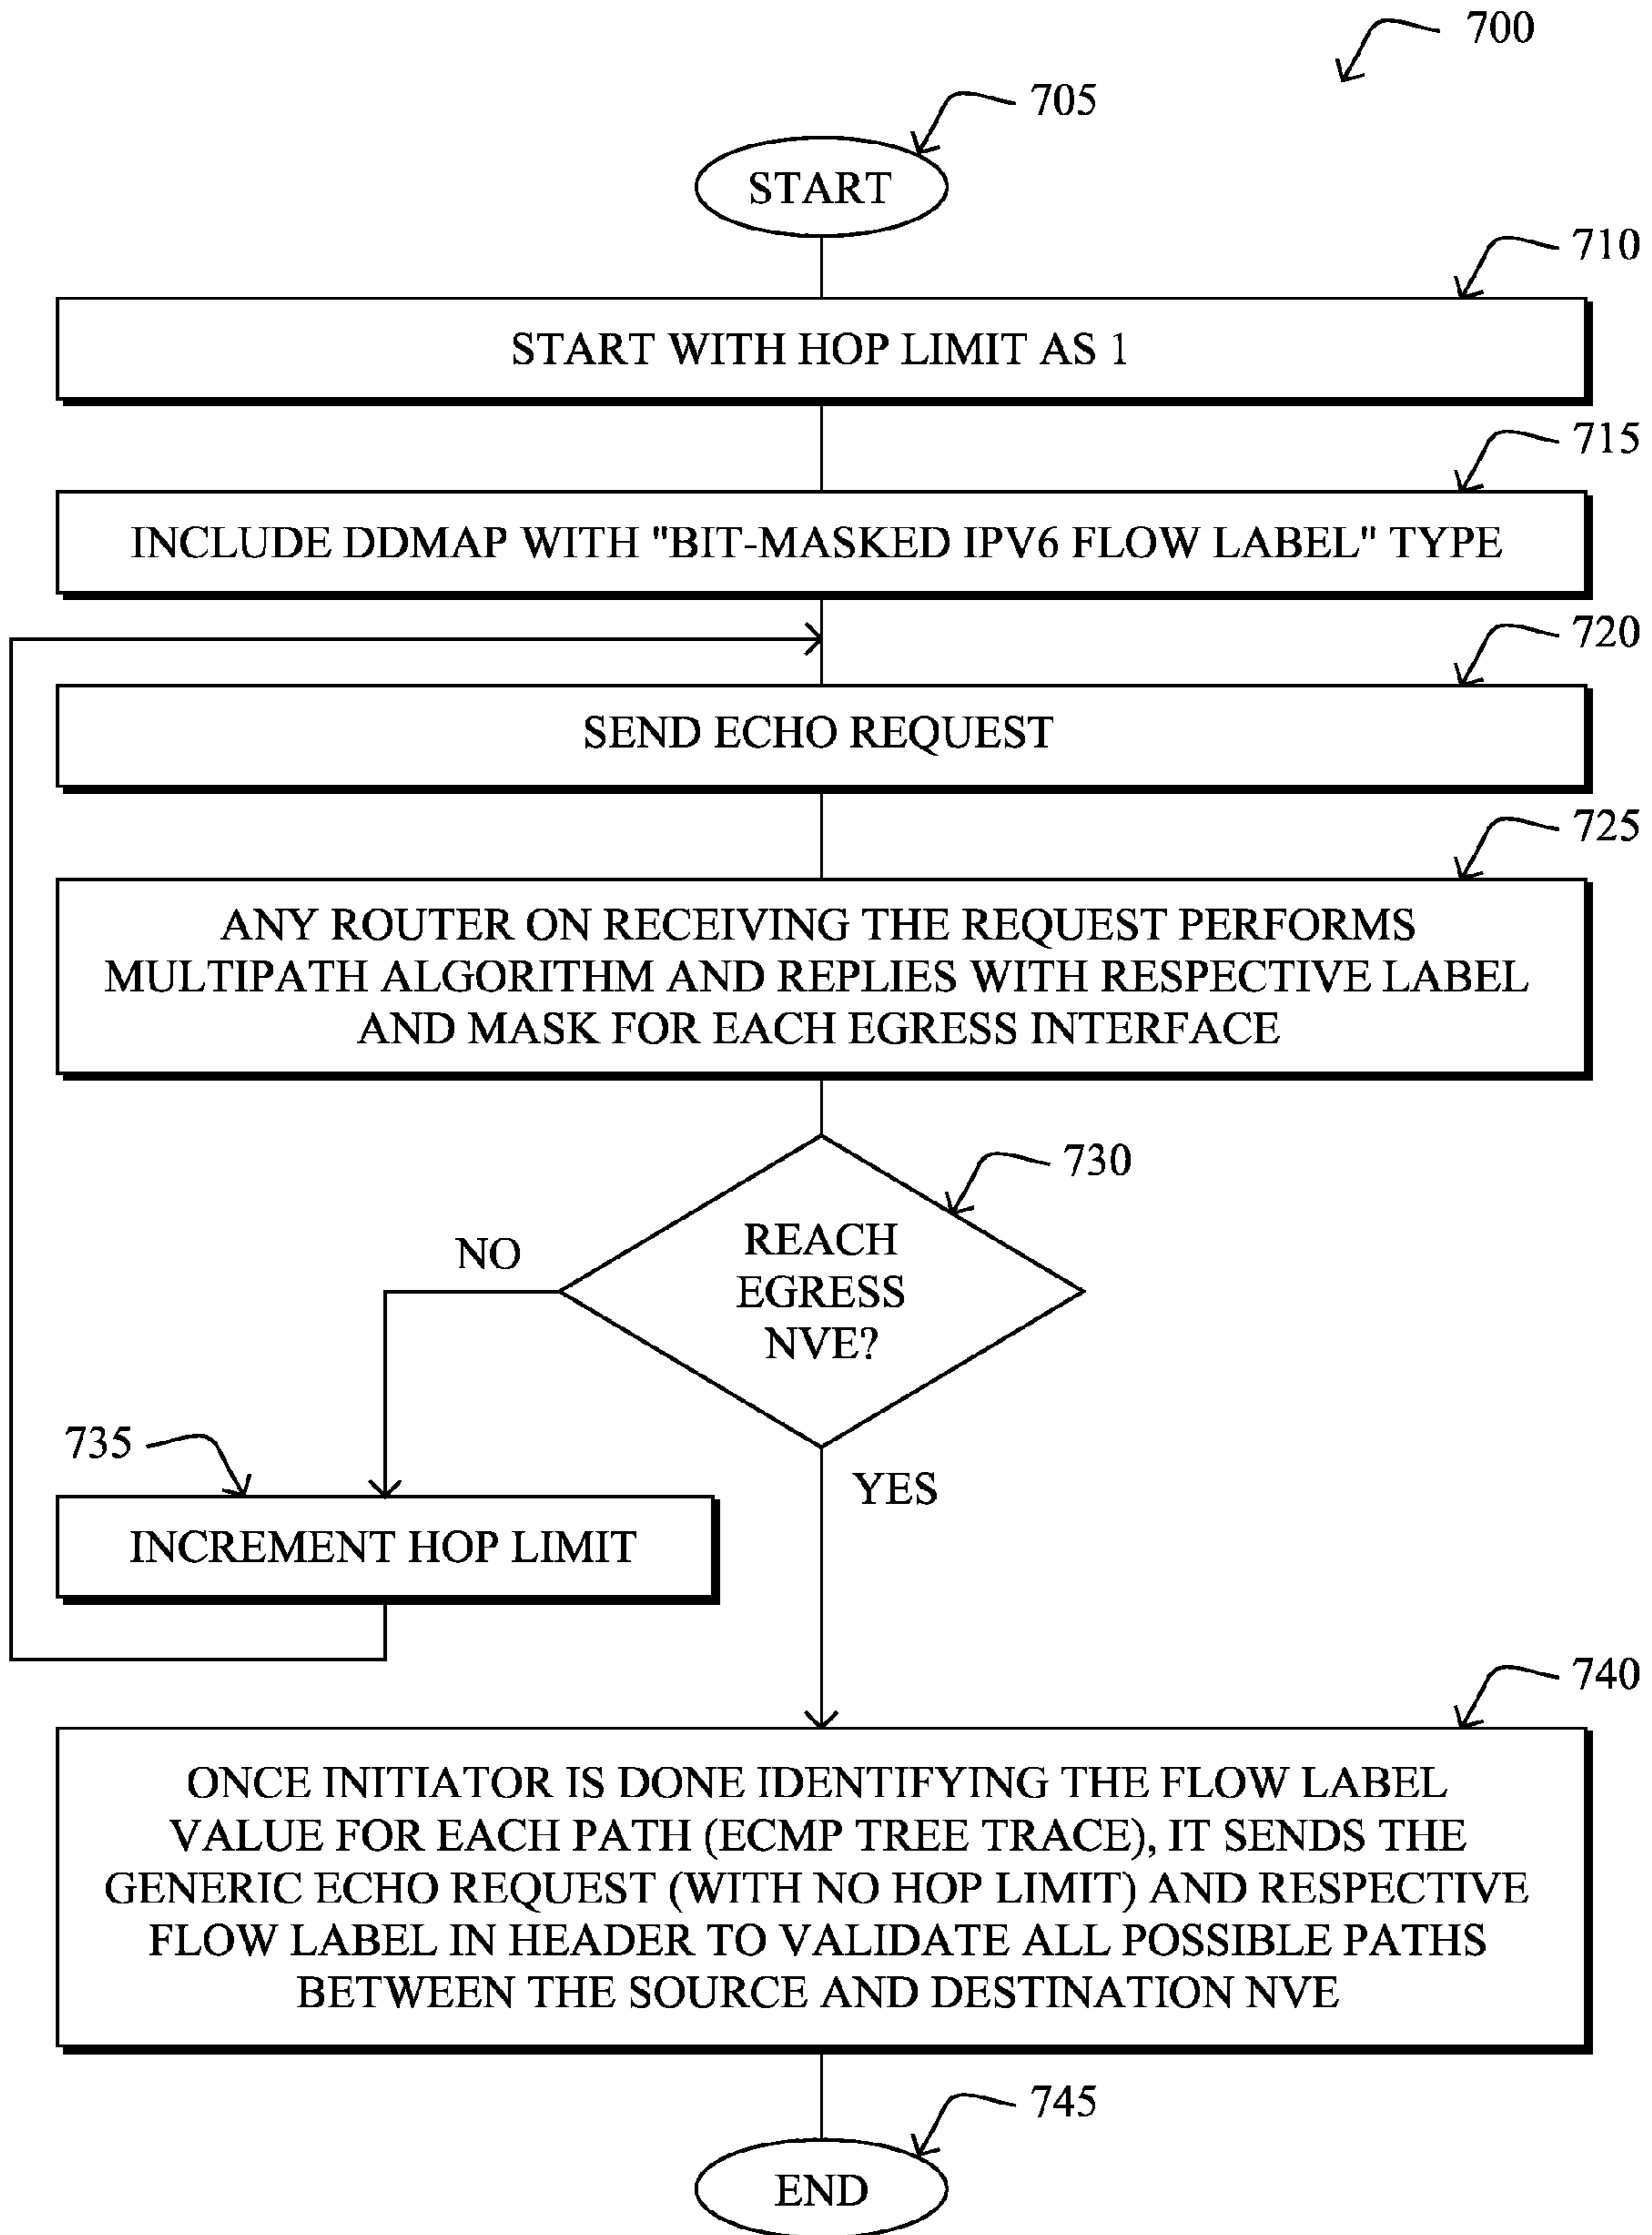 700
705
START
710
START WITH HOP LIMIT AS 1
715
INCLUDE DDMAP WITH "BIT-MASKED IPV6 FLOW LABEL" TYPE
720
SEND ECHO REQUEST
725
ANY ROUTER ON RECEIVING THE REQUEST PERFORMS
MULTIPATH ALGORITHM AND REPLIES WITH RESPECTIVE LABEL
AND MASK FOR EACH EGRESS INTERFACE
730
REACH
EGRESS
NVE?
NO
YES
735
INCREMENT HOP LIMIT
740
ONCE INITIATOR IS DONE IDENTIFYING THE FLOW LABEL
VALUE FOR EACH PATH (ECMP TREE TRACE), IT SENDS THE
GENERIC ECHO REQUEST (WITH NO HOP LIMIT) AND RESPECTIVE
FLOW LABEL IN HEADER TO VALIDATE ALL POSSIBLE PATHS
BETWEEN THE SOURCE AND DESTINATION NVE
745
END